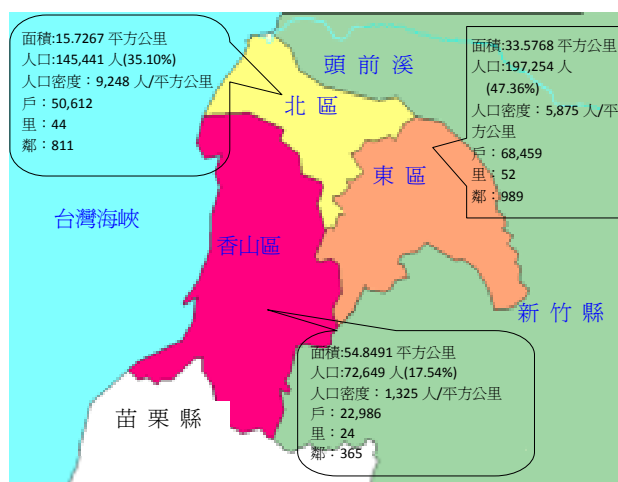 面積:15.7267 平方公里
人口:145,441 人(35.10%)
人口密度：9,248 人/平方公里
戶：50,612
里：44
鄰：811
面積:33.5768 平方公里
人口:197,254 人
(47.36%)
人口密度：5,875 人/平
方公里
戶：68,459
里：52
鄰：989
頭前溪
北區
東區
台灣海峽
香山區
新竹縣
面積:54.8491 平方公里
人口:72,649 人(17.54%)
人口密度：1,325 人/平方公里
戶：22,986
里：24
鄰：365
苗栗縣